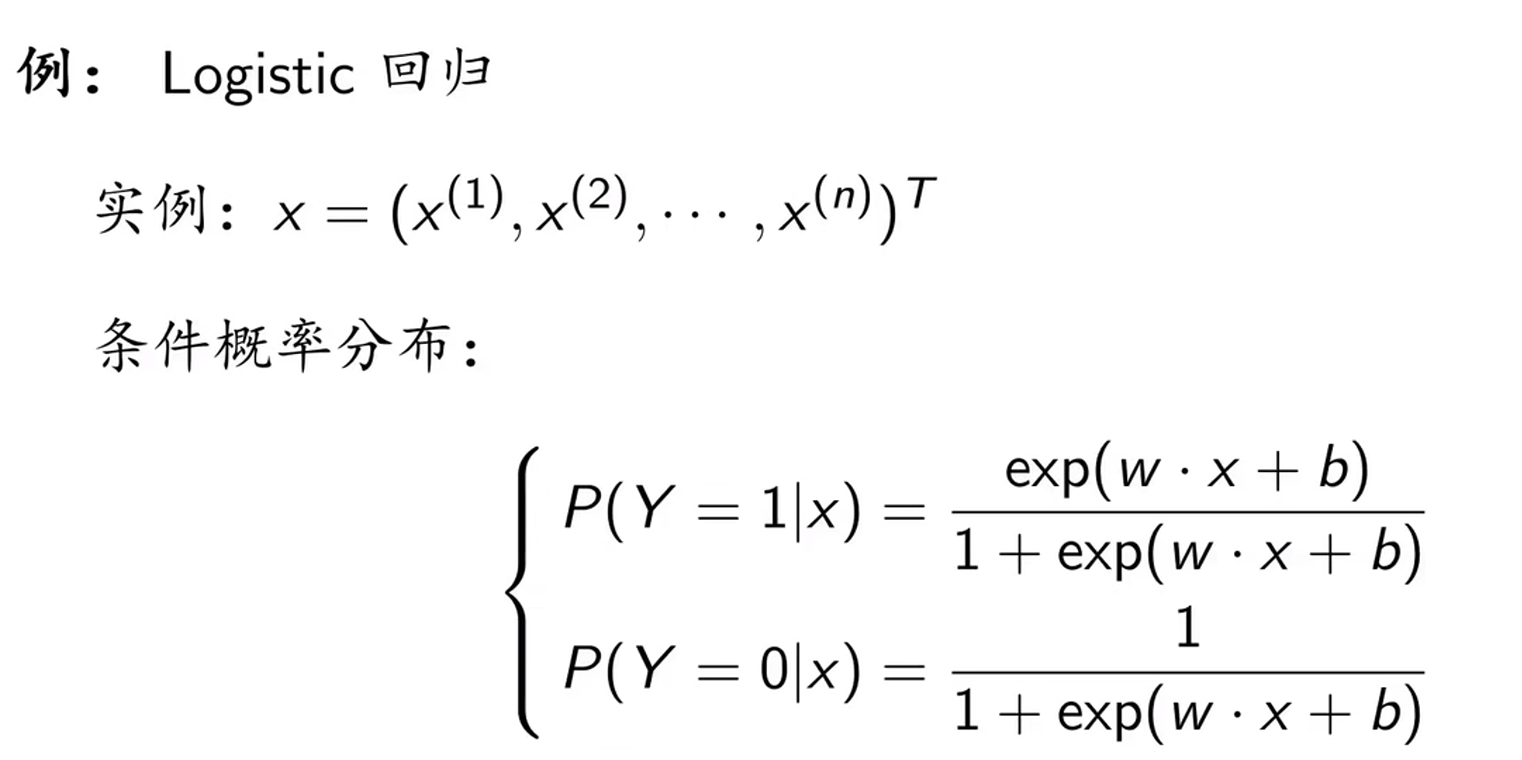 例： Logistic 回归
实例：x = (x^(1), x^(2), ⋯ , x^(n))^T
条件概率分布：
P(Y = 1|x) = exp(w · x + b) / 1 + exp(w · x + b)
P(Y = 0|x) = 1 / 1 + exp(w · x + b)